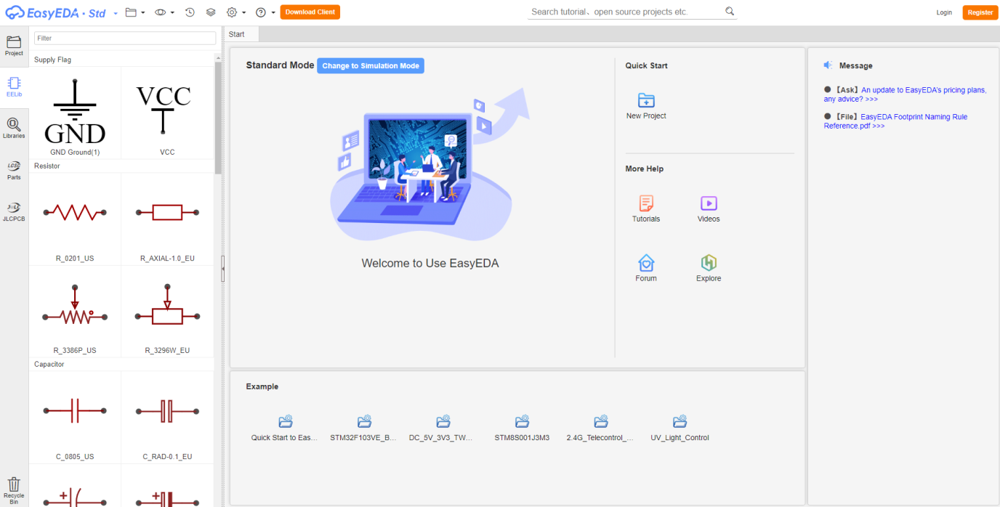 EasyEDA · Std
Download Client
Search tutorial、open source projects etc.
Login
Register
Project
EELib
Libraries
LCSC
Parts
JLC
JLCPCB
Recycle
Bin
Filter
Supply Flag
GND
VCC
GND Ground(1)
VCC
Resistor
R_0201_US
R_AXIAL-1.0_EU
R_3386P_US
R_3296W_EU
Capacitor
C_0805_US
C_RAD-0.1_EU
Start
Standard Mode
Change to Simulation Mode
Welcome to Use EasyEDA
Quick Start
New Project
More Help
Tutorials
Videos
Forum
Explore
Example
Quick Start to Eas...
STM32F103VE_B...
DC_5V_3V3_TW...
STM8S001J3M3
2.4G_Telecontrol_...
UV_Light_Control
Message
【Ask】An update to EasyEDA's pricing plans,
any advice? >>>
【File】EasyEDA Footprint Naming Rule
Reference.pdf >>>